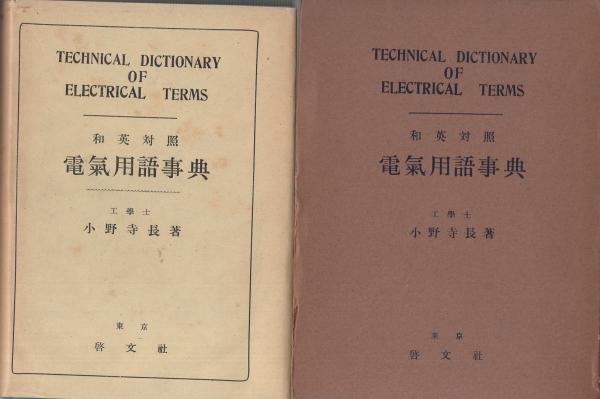 TECHNICAL DICTIONARY
OF
ELECTRICAL TERMS
和英対照
電氣用語事典
工學士
小野寺長著
東京
啓文社
TECHNICAL DICTIONARY
OF
ELECTRICAL TERMS
和英対照
電氣用語事典
工學士
小野寺長著
東京
啓文社